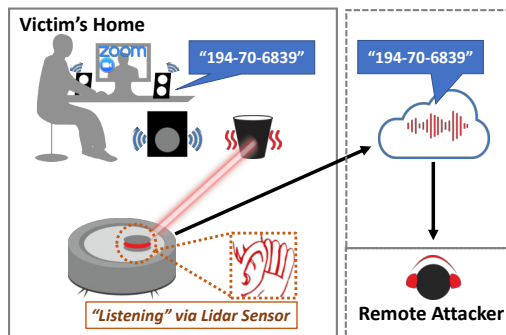 Victim's Home
zoom
"194-70-6839"
"194-70-6839"
"Listening" via Lidar Sensor
Remote Attacker